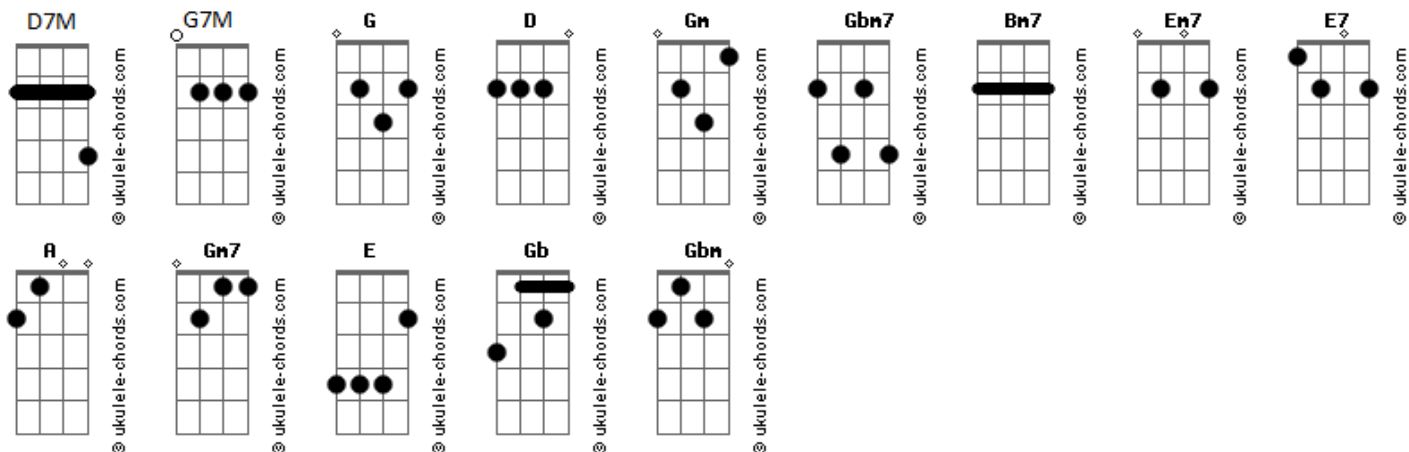 D7M G7M G D Gm Gbm7 Bm7 Em7 E7
© ukulele-chords.com © ukulele-chords.com © ukulele-chords.com © ukulele-chords.com © ukulele-chords.com © ukulele-chords.com © ukulele-chords.com © ukulele-chords.com © ukulele-chords.com
A Gm7 E Gb Gbm
© ukulele-chords.com © ukulele-chords.com © ukulele-chords.com © ukulele-chords.com © ukulele-chords.com